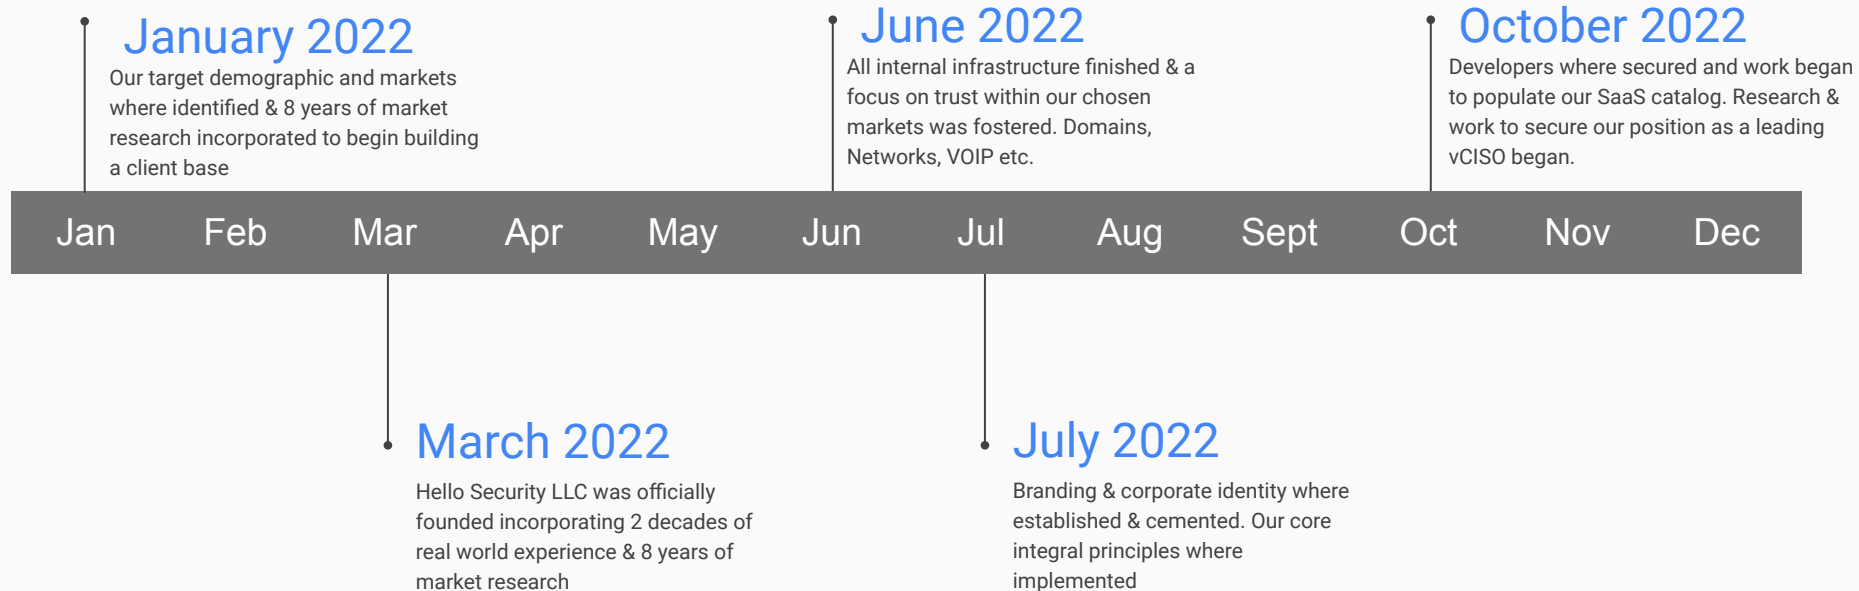 January 2022
Our target demographic and markets
where identified & 8 years of market
research incorporated to begin building
a client base
June 2022
All internal infrastructure finished & a
focus on trust within our chosen
markets was fostered. Domains,
Networks, VOIP etc.
October 2022
Developers where secured and work began
to populate our SaaS catalog. Research &
work to secure our position as a leading
vCISO began.
Jan Feb Mar Apr May Jun Jul Aug Sept Oct Nov Dec
March 2022
Hello Security LLC was officially
founded incorporating 2 decades of
real world experience & 8 years of
market research
July 2022
Branding & corporate identity where
established & cemented. Our core
integral principles where
implemented